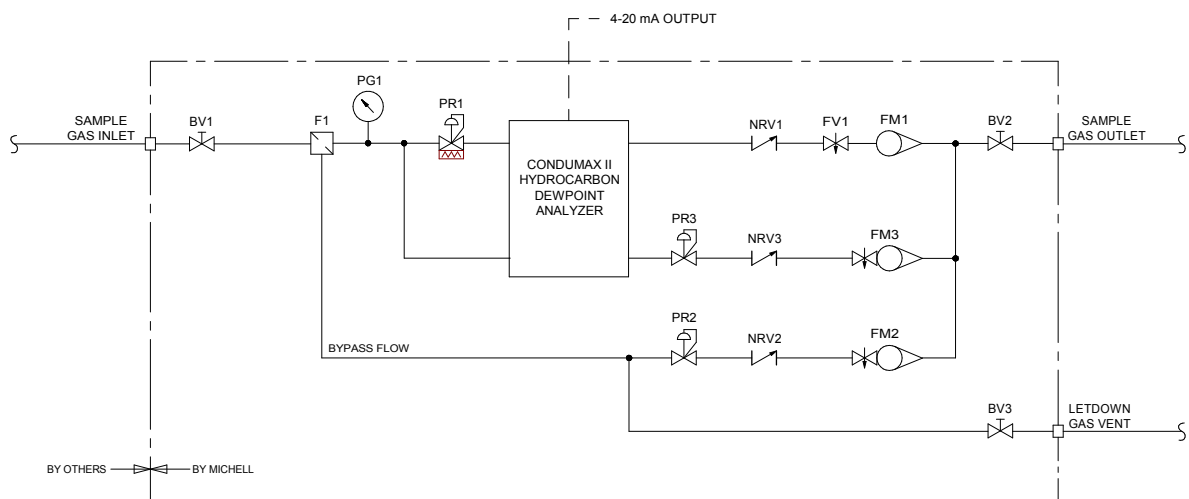 4-20 mA OUTPUT
PG1
SAMPLE
GAS INLET
BV1
F1
PR1
CONDUMAX II
HYDROCARBON
DEWPOINT
ANALYZER
NRV1
FV1
FM1
BV2
SAMPLE
GAS OUTLET
PR3
NRV3
FM3
BYPASS FLOW
PR2
NRV2
FM2
BV3
LETDOWN
GAS VENT
BY OTHERS
BY MICHELL